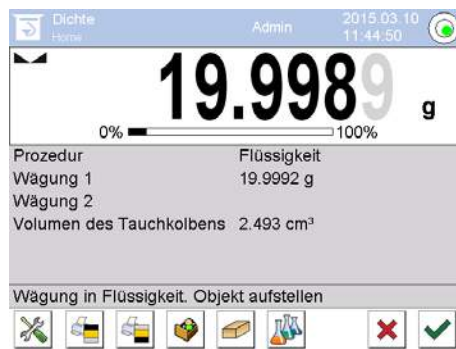 Dichte
Home
Admin
2015.03.10
11:44:50
19.9989 g
0% 100%
Prozedur Flüssigkeit
Wägung 1 19.9992 g
Wägung 2
Volumen des Tauchkolbens 2.493 cm³
Wägung in Flüssigkeit. Objekt aufstellen